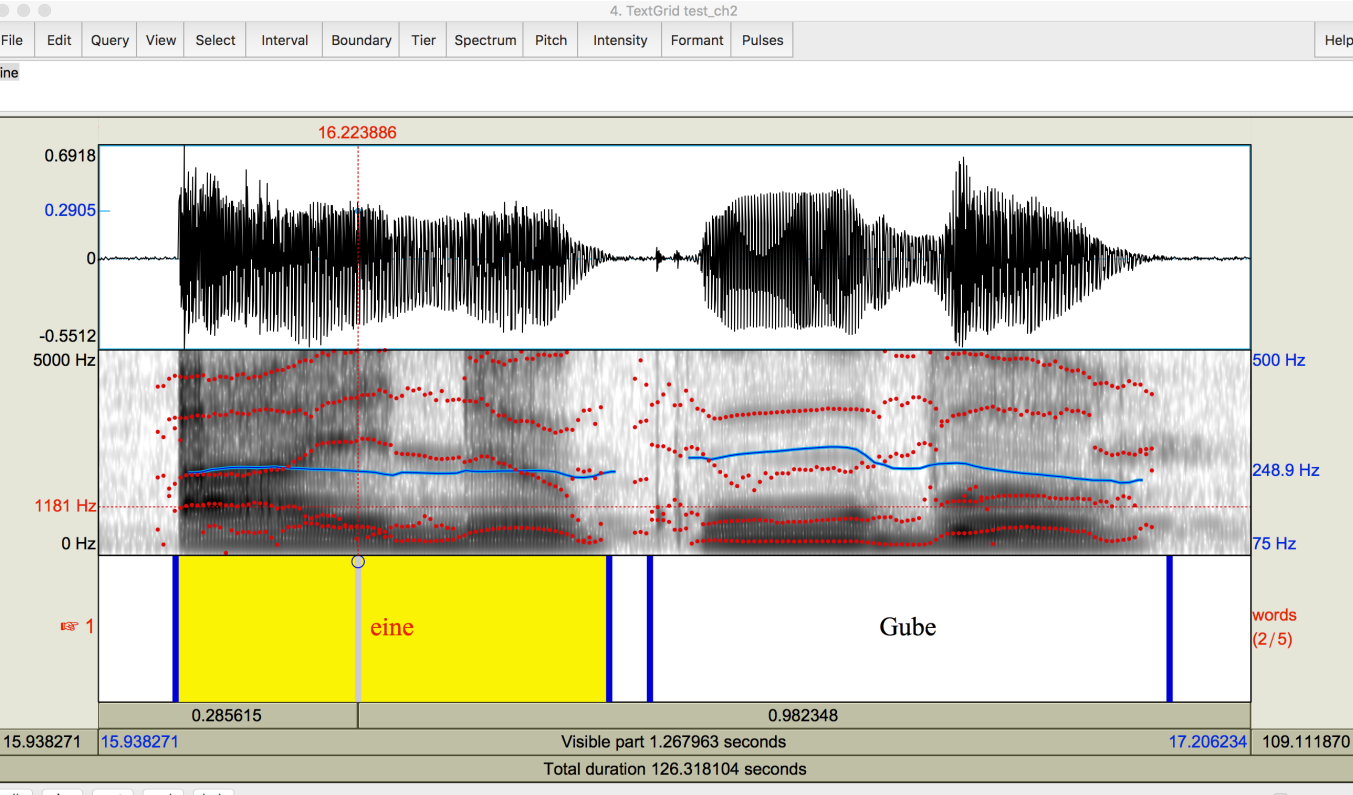 4. TextGrid test_ch2
File Edit Query View Select Interval Boundary Tier Spectrum Pitch Intensity Formant Pulses Help
ine
16.223886
0.6918
0.2905
0
-0.5512
5000 Hz 500 Hz
248.9 Hz
1181 Hz
0 Hz 75 Hz
☞ 1 eine Gube words
(2/5)
0.285615 0.982348
15.938271 15.938271 Visible part 1.267963 seconds 17.206234 109.111870
Total duration 126.318104 seconds